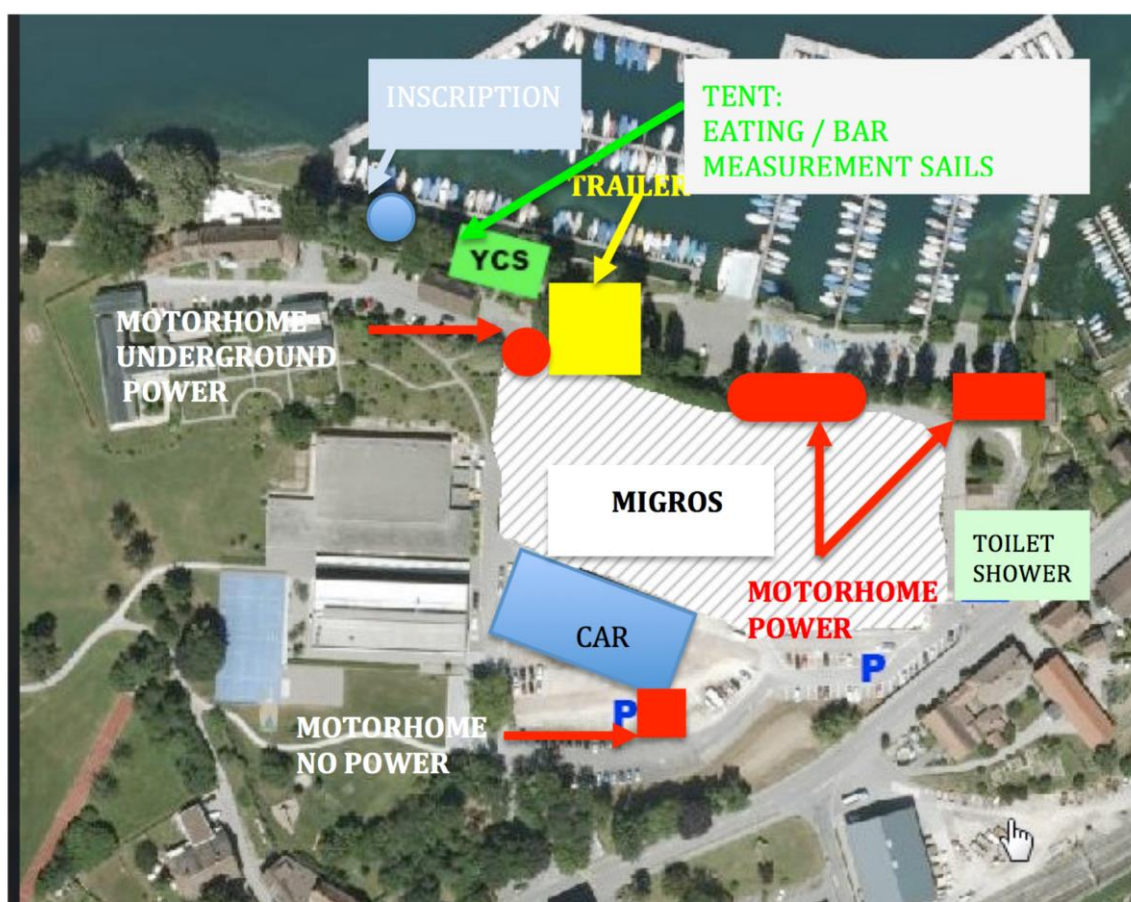 INSCRIPTION
TENT:
EATING / BAR
MEASUREMENT SAILS
TRAILER
YCS
MOTORHOME
UNDERGROUND
POWER
MIGROS
TOILET
SHOWER
MOTORHOME
POWER
CAR
P
P
MOTORHOME
NO POWER